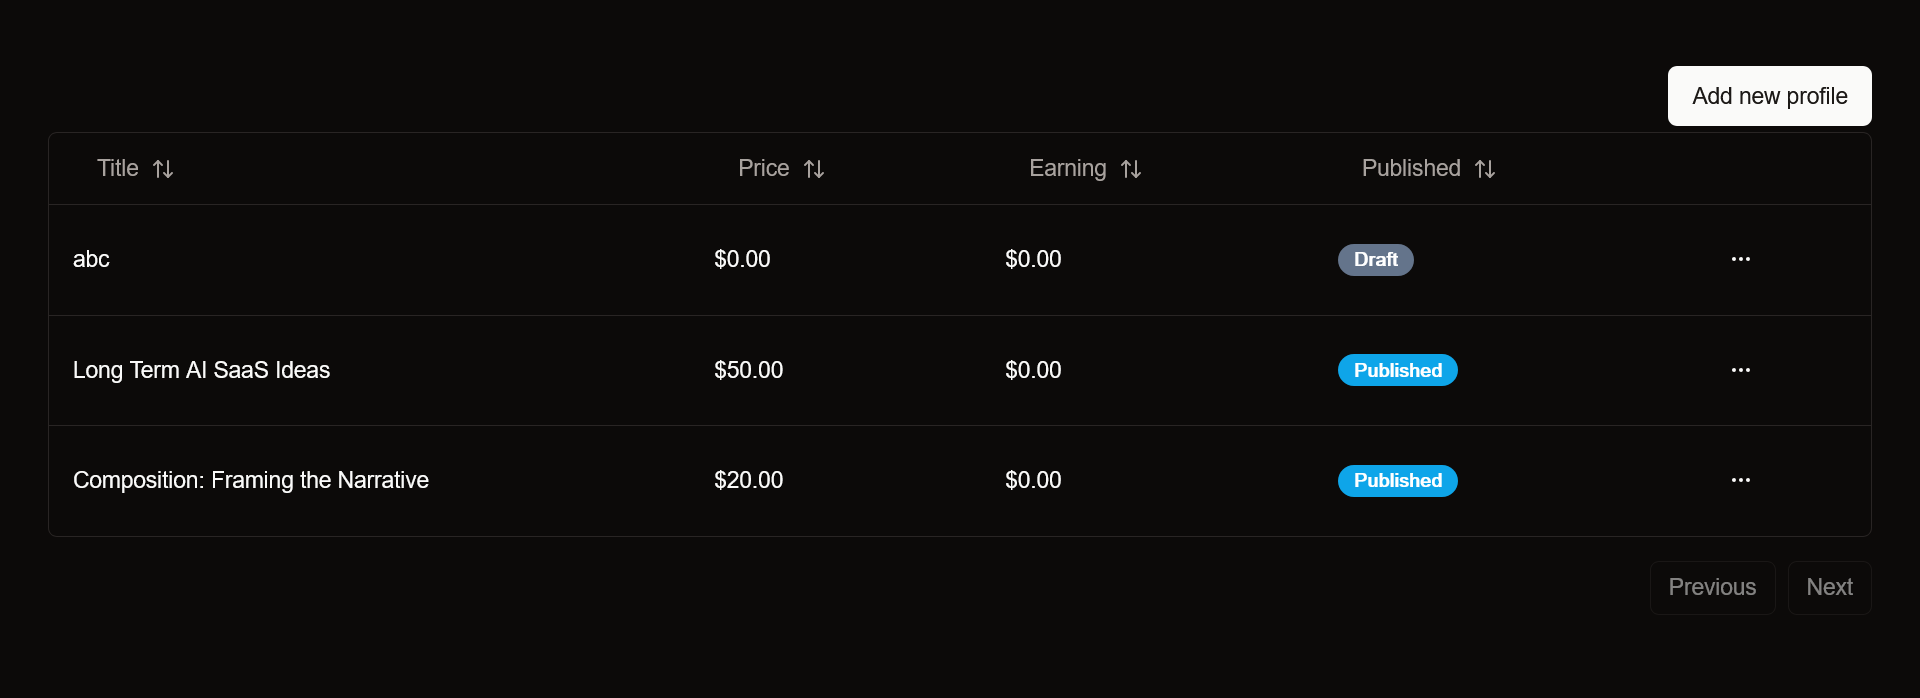 Add new profile
Title Price Earning Published
abc $0.00 $0.00 Draft
Long Term AI SaaS Ideas $50.00 $0.00 Published
Composition: Framing the Narrative $20.00 $0.00 Published
Previous Next